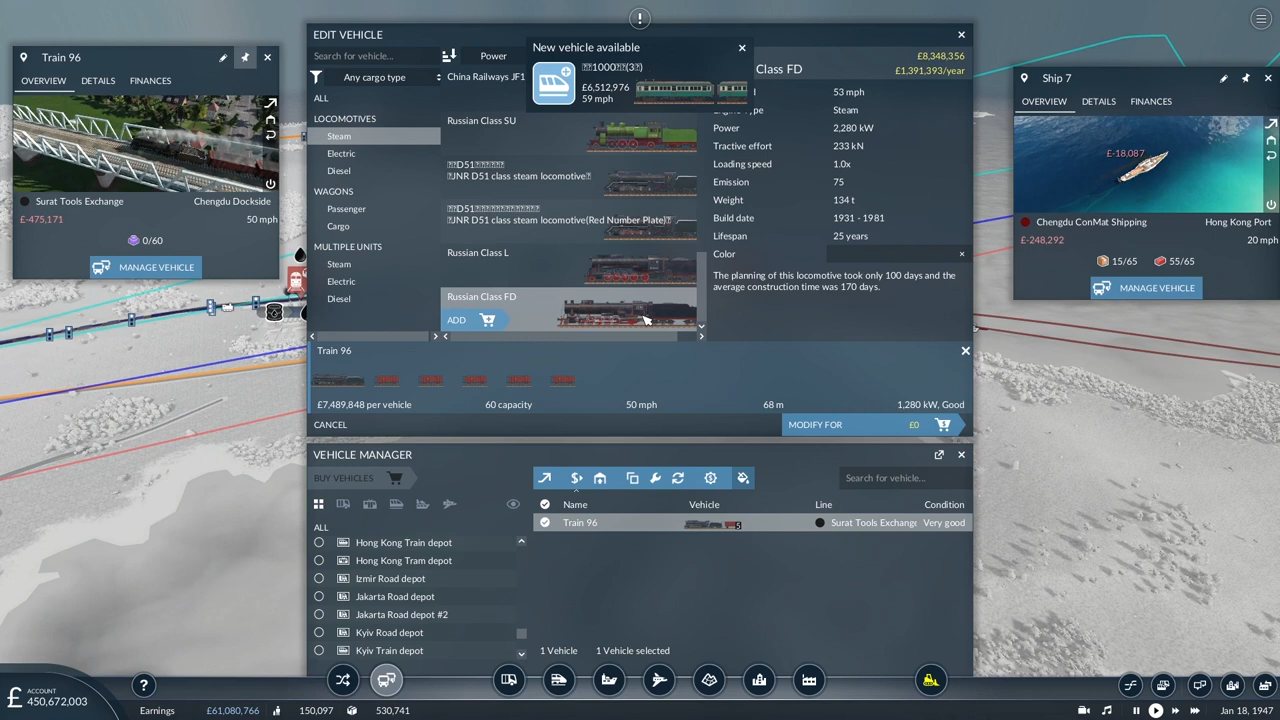 Train 96
OVERVIEW DETAILS FINANCES
Surat Tools Exchange Chengdu Dockside
£-475,171 50 mph
0/60
MANAGE VEHICLE
EDIT VEHICLE
Search for vehicle...
Power
Any cargo type
ALL
LOCOMOTIVES
Steam
Electric
Diesel
WAGONS
Passenger
Cargo
MULTIPLE UNITS
Steam
Electric
Diesel
China Railways JF1
Russian Class SU
JNR D51 class steam locomotive
JNR D51 class steam locomotive(Red Number Plate)
Russian Class L
Russian Class FD
ADD
New vehicle available
£6,512,976
59 mph
Class FD
£8,348,356
£1,391,393/year
53 mph
Steam
Power 2,280 kW
Tractive effort 233 kN
Loading speed 1.0x
Emission 75
Weight 134 t
Build date 1931 - 1981
Lifespan 25 years
Color
The planning of this locomotive took only 100 days and the
average construction time was 170 days.
Train 96
£7,489,848 per vehicle 60 capacity 50 mph 68 m 1,280 kW, Good
CANCEL
MODIFY FOR £0
VEHICLE MANAGER
BUY VEHICLES
Search for vehicle...
ALL
Hong Kong Train depot
Hong Kong Tram depot
Izmir Road depot
Jakarta Road depot
Jakarta Road depot #2
Kyiv Road depot
Kyiv Train depot
Name Vehicle Line Condition
Train 96 5 Surat Tools Exchange Very good
1 Vehicle 1 Vehicle selected
Ship 7
OVERVIEW DETAILS FINANCES
£-18,087
Chengdu ConMat Shipping Hong Kong Port
£-248,292 20 mph
15/65 55/65
MANAGE VEHICLE
ACCOUNT
£ 450,672,003
Earnings £61,080,766 150,097 530,741
Jan 18, 1947